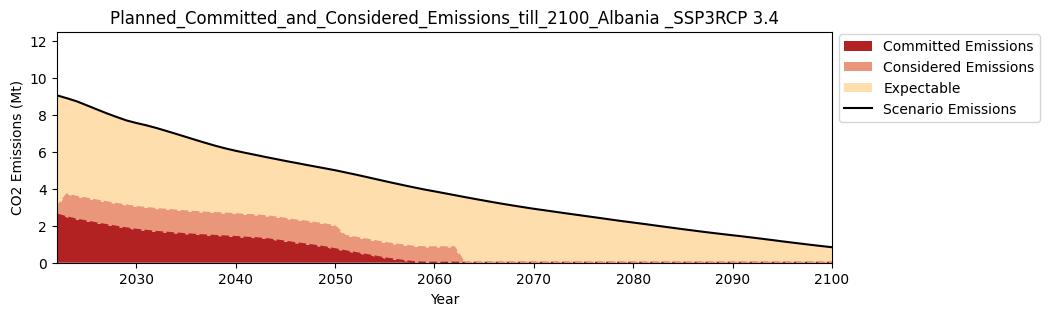 Planned_Committed_and_Considered_Emissions_till_2100_Albania _SSP3RCP 3.4
12
10
8
6
4
2
0
CO2 Emissions (Mt)
2030 2040 2050 2060 2070 2080 2090 2100
Year
Committed Emissions
Considered Emissions
Expectable
Scenario Emissions